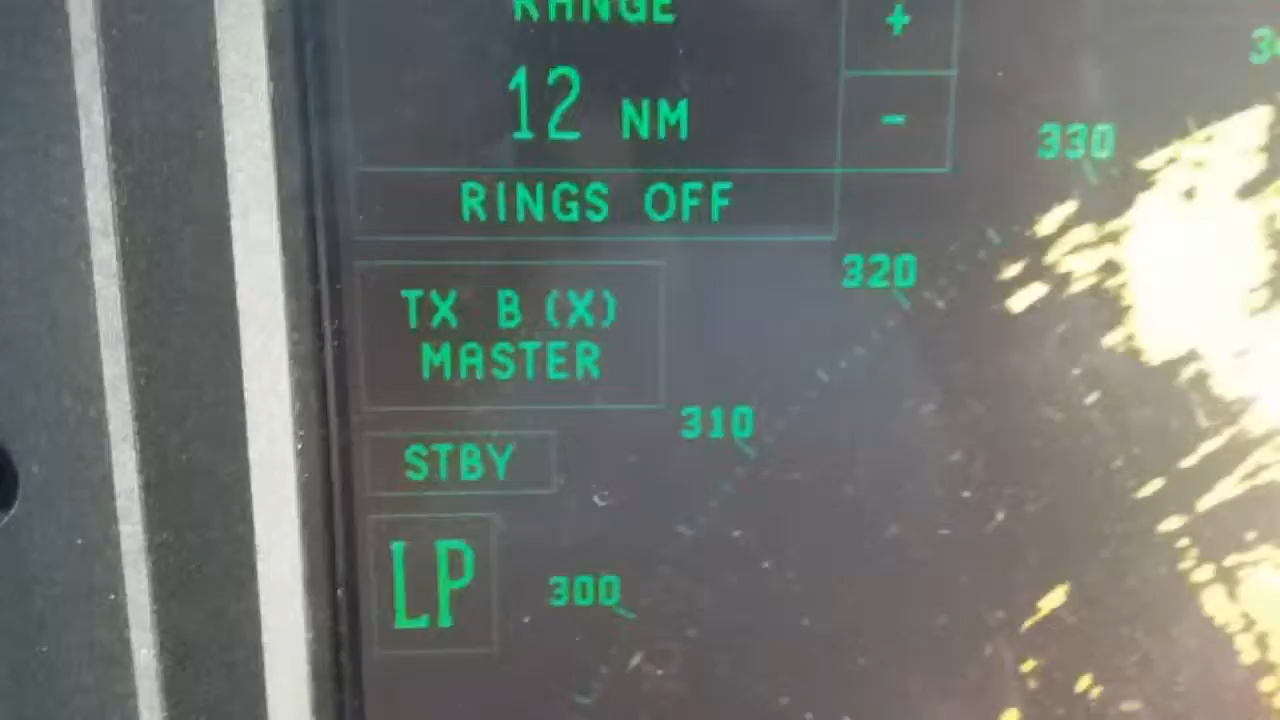 RANGE
+
12 NM
-
330
RINGS OFF
320
TX B (X)
MASTER
310
STBY
LP
300